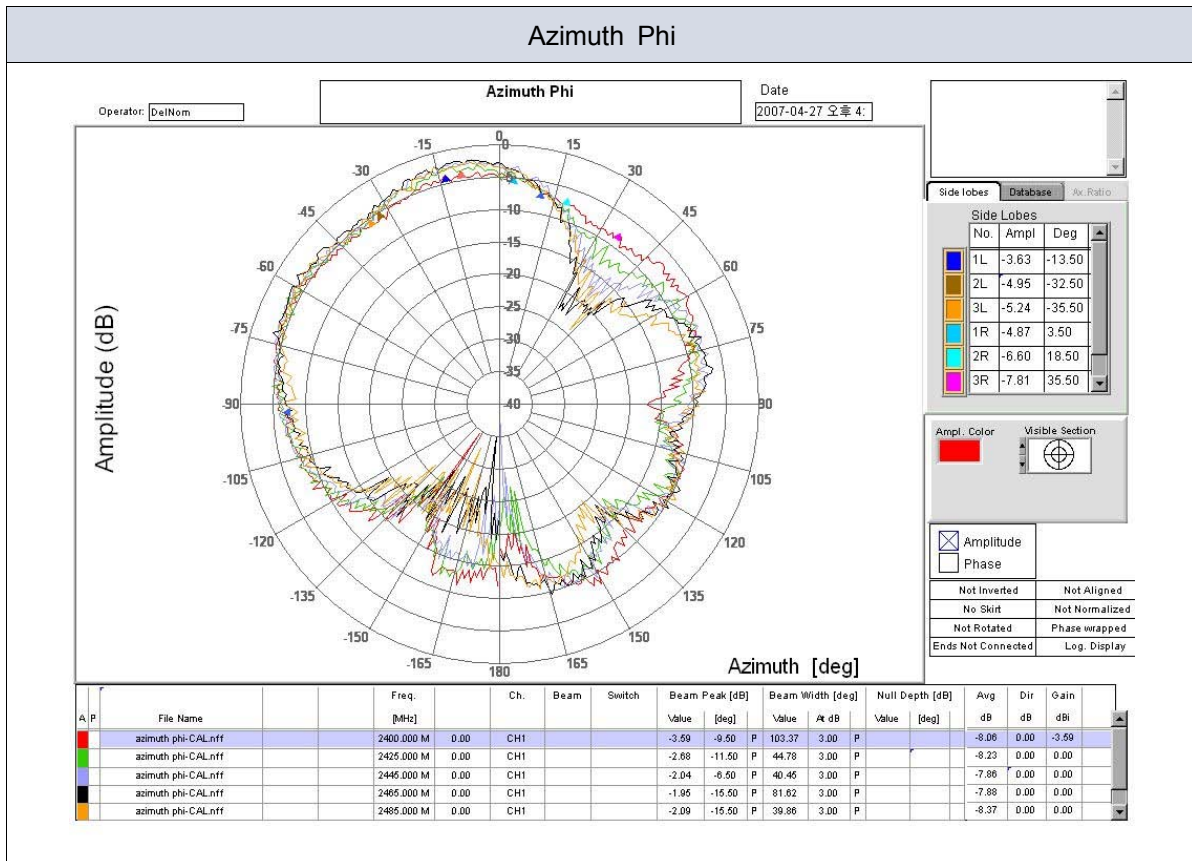 Azimuth Phi
Operator: DelNom
Azimuth Phi
Date
2007-04-27 오후 4:
0
-15
15
-30
30
-45
45
-60
60
-75
75
-90
90
-105
105
-120
120
-135
135
-150
150
-165
165
180
0
-5
-10
-15
-20
-25
-30
-35
-40
Amplitude (dB)
Azimuth [deg]
Side lobes Database Ax. Ratio
Side Lobes
No. Ampl Deg
1L -3.63 -13.50
2L -4.95 -32.50
3L -5.24 -35.50
1R -4.87 3.50
2R -6.60 18.50
3R -7.81 35.50
Ampl. Color Visible Section
Amplitude
Phase
Not Inverted Not Aligned
No Skirt Not Normalized
Not Rotated Phase wrapped
Ends Not Connected Log. Display
Freq. Ch. Beam Switch Beam Peak [dB] Beam Width [deg] Null Depth [dB] Avg Dir Gain
A P File Name [MHz] Value [deg] Value At dB Value [deg] dB dB dBi
azimuth phi-CAL.nff 2400.000 M 0.00 CH1 -3.59 -9.50 P 103.37 3.00 P -8.06 0.00 -3.59
azimuth phi-CAL.nff 2425.000 M 0.00 CH1 -2.68 -11.50 P 44.78 3.00 P -8.23 0.00 0.00
azimuth phi-CAL.nff 2445.000 M 0.00 CH1 -2.04 -6.50 P 40.45 3.00 P -7.86 0.00 0.00
azimuth phi-CAL.nff 2465.000 M 0.00 CH1 -1.95 -15.50 P 81.62 3.00 P -7.88 0.00 0.00
azimuth phi-CAL.nff 2485.000 M 0.00 CH1 -2.09 -15.50 P 39.86 3.00 P -8.37 0.00 0.00